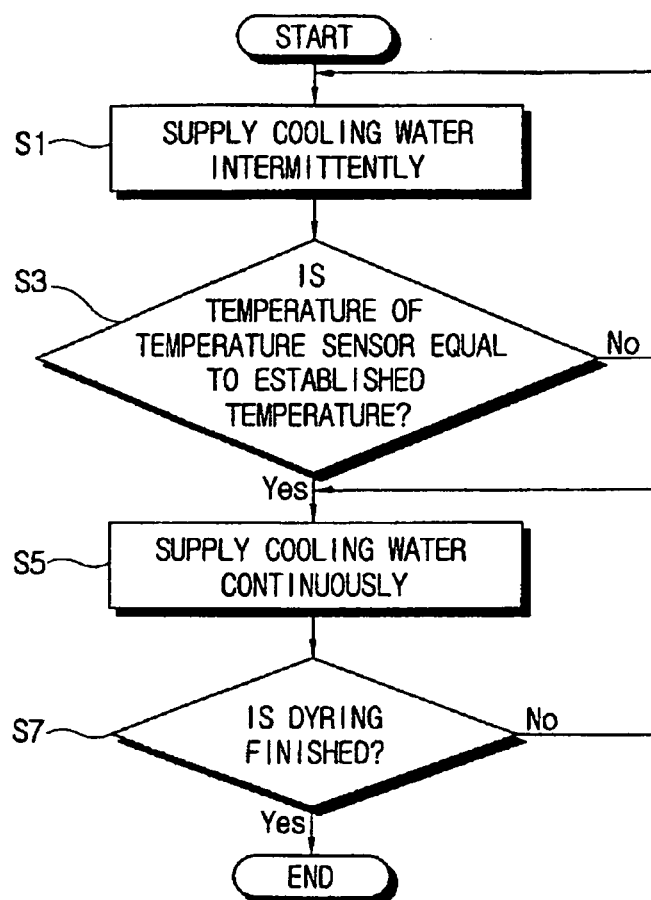 START
S1
SUPPLY COOLING WATER
INTERMITTENTLY
S3
IS
TEMPERATURE OF
TEMPERATURE SENSOR EQUAL
TO ESTABLISHED
TEMPERATURE?
No
Yes
S5
SUPPLY COOLING WATER
CONTINUOUSLY
S7
IS DYRING
FINISHED?
No
Yes
END